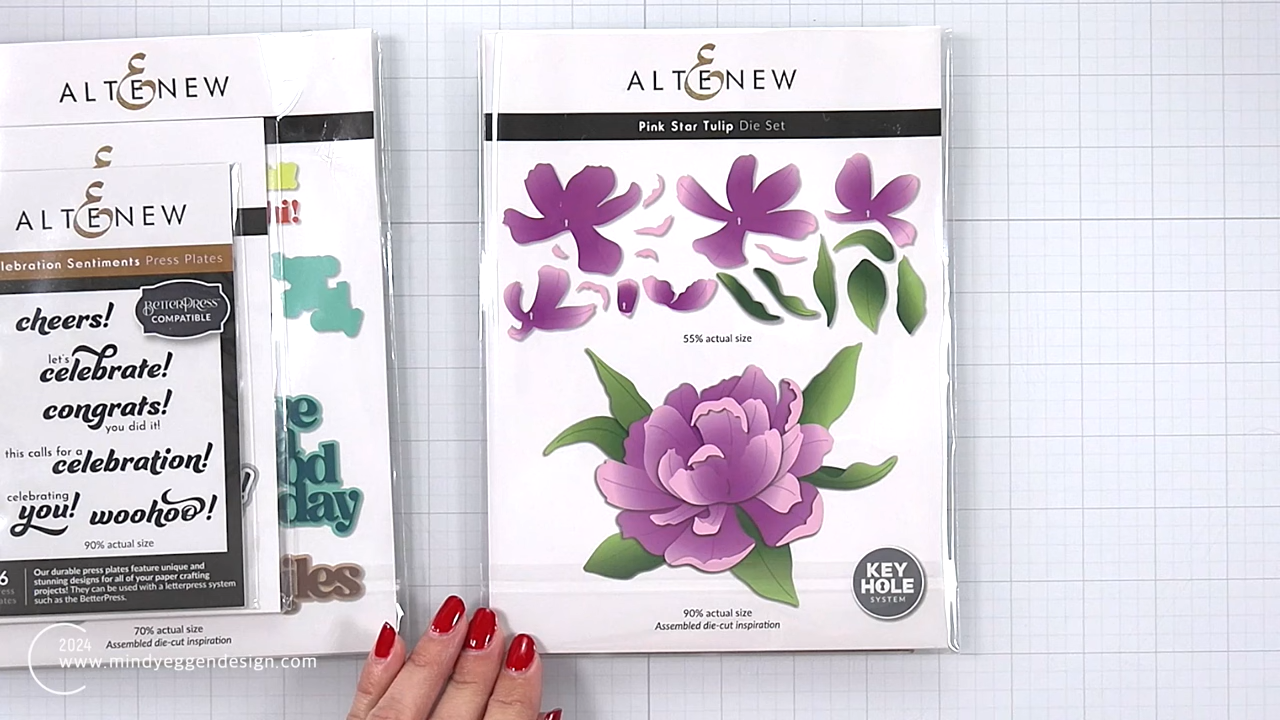 ALTENEW
ALTENEW
lebration Sentiments Press Plates
BETTERPRESS
COMPATIBLE
cheers!
let's
celebrate!
congrats!
you did it!
this calls for a
celebration!
celebrating
you! woohoo!
90% actual size
6
Our durable press plates feature unique and
stunning designs for all of your paper crafting
projects! They can be used with a letterpress system
such as the BetterPress.
hi!
day
70% actual size
Assembled die-cut inspiration
ALTENEW
Pink Star Tulip Die Set
55% actual size
KEY
HOLE
SYSTEM
90% actual size
Assembled die-cut inspiration
2024
www.mindyeggendesign.com